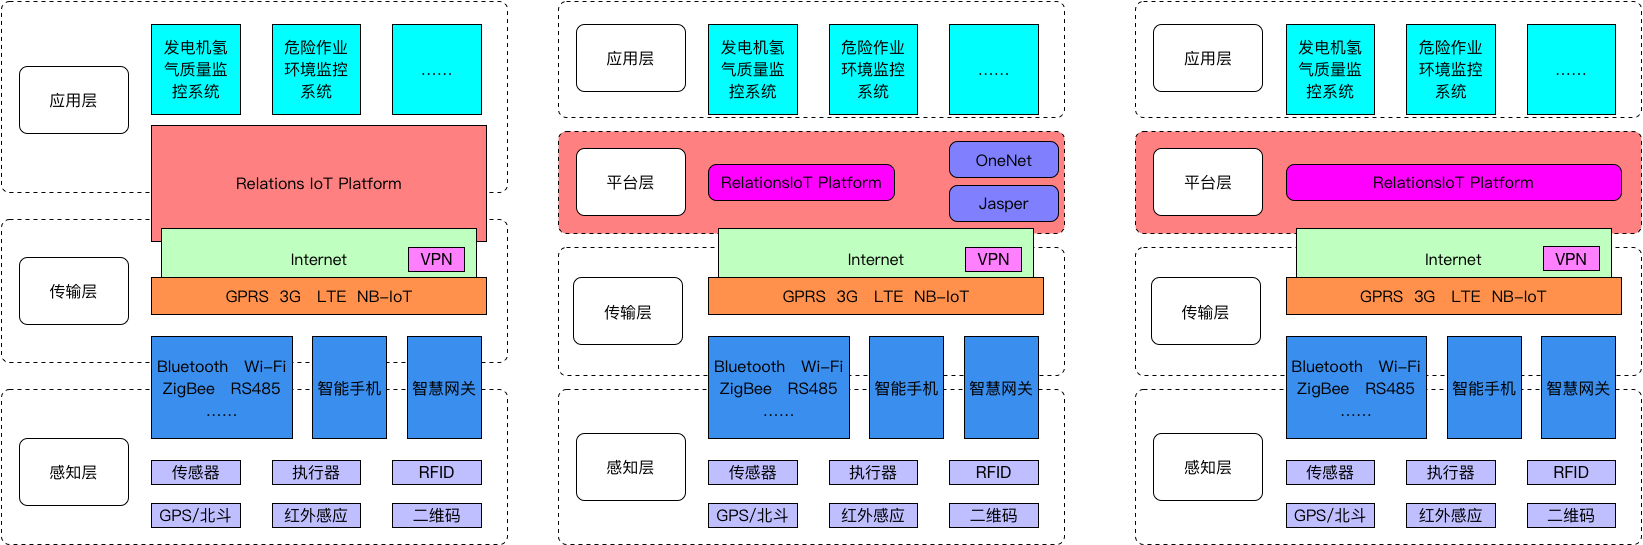 应用层
发电机氢
气质量监
控系统
危险作业
环境监控
系统
……
Relations IoT Platform
传输层
Internet
VPN
GPRS 3G LTE NB-IoT
Bluetooth Wi-Fi
ZigBee RS485
……
智能手机
智慧网关
感知层
传感器
执行器
RFID
GPS/北斗
红外感应
二维码
应用层
发电机氢
气质量监
控系统
危险作业
环境监控
系统
……
平台层
RelationsIoT Platform
OneNet
Jasper
传输层
Internet
VPN
GPRS 3G LTE NB-IoT
Bluetooth Wi-Fi
ZigBee RS485
……
智能手机
智慧网关
感知层
传感器
执行器
RFID
GPS/北斗
红外感应
二维码
应用层
发电机氢
气质量监
控系统
危险作业
环境监控
系统
……
平台层
RelationsIoT Platform
传输层
Internet
VPN
GPRS 3G LTE NB-IoT
Bluetooth Wi-Fi
ZigBee RS485
……
智能手机
智慧网关
感知层
传感器
执行器
RFID
GPS/北斗
红外感应
二维码